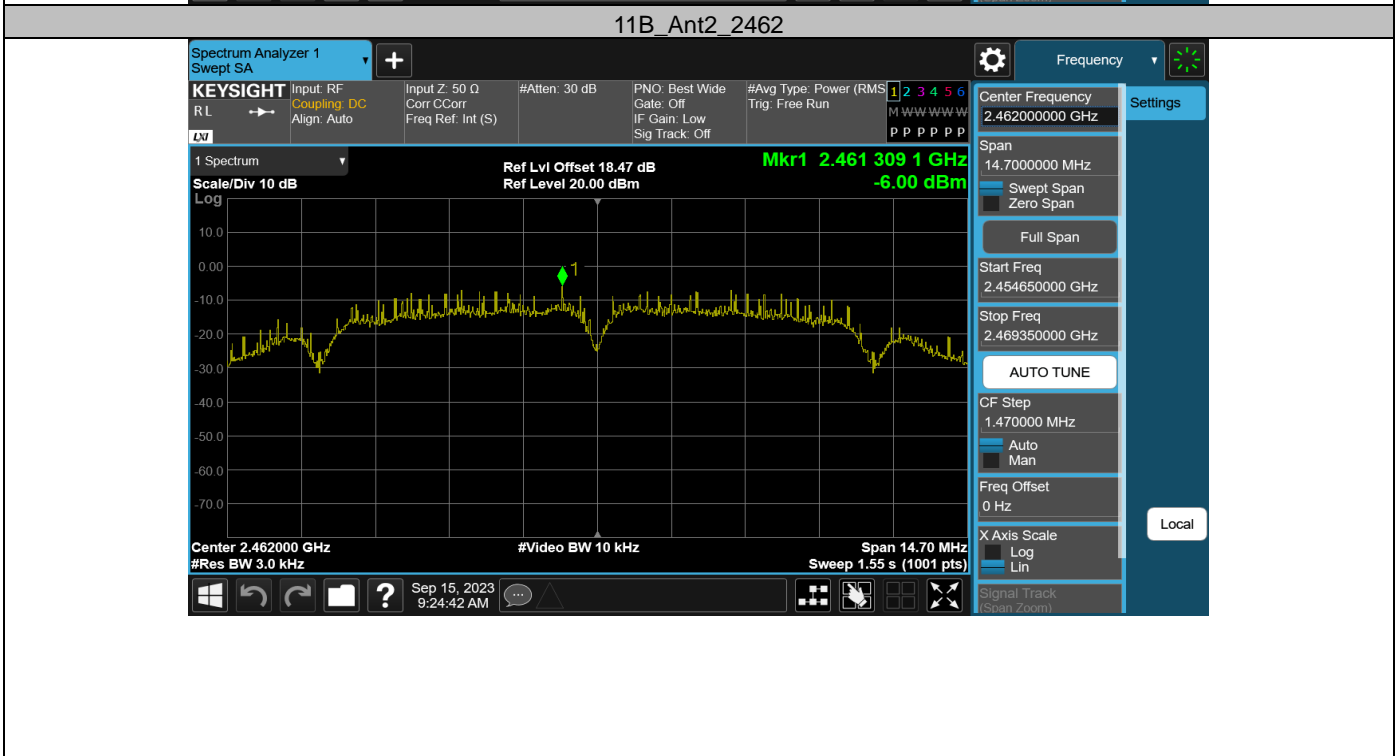 11B_Ant2_2462
Spectrum Analyzer 1
Swept SA
+
Frequency
KEYSIGHT
R L
LXI
Input: RF
Coupling: DC
Align: Auto
Input Z: 50 Ω
Corr CCorr
Freq Ref: Int (S)
#Atten: 30 dB
PNO: Best Wide
Gate: Off
IF Gain: Low
Sig Track: Off
#Avg Type: Power (RMS
Trig: Free Run
1 2 3 4 5 6
M W W W W W
P P P P P P
Center Frequency
2.462000000 GHz
Settings
1 Spectrum
Scale/Div 10 dB
Ref Lvl Offset 18.47 dB
Ref Level 20.00 dBm
Mkr1 2.461 309 1 GHz
-6.00 dBm
Span
14.7000000 MHz
Swept Span
Zero Span
Full Span
Start Freq
2.454650000 GHz
Stop Freq
2.469350000 GHz
AUTO TUNE
CF Step
1.470000 MHz
Auto
Man
Freq Offset
0 Hz
X Axis Scale
Log
Lin
Signal Track
(Span Zoom)
Local
Log
10.0
0.00
-10.0
-20.0
-30.0
-40.0
-50.0
-60.0
-70.0
1
Center 2.462000 GHz
#Video BW 10 kHz
Span 14.70 MHz
#Res BW 3.0 kHz
Sweep 1.55 s (1001 pts)
?
Sep 15, 2023
9:24:42 AM